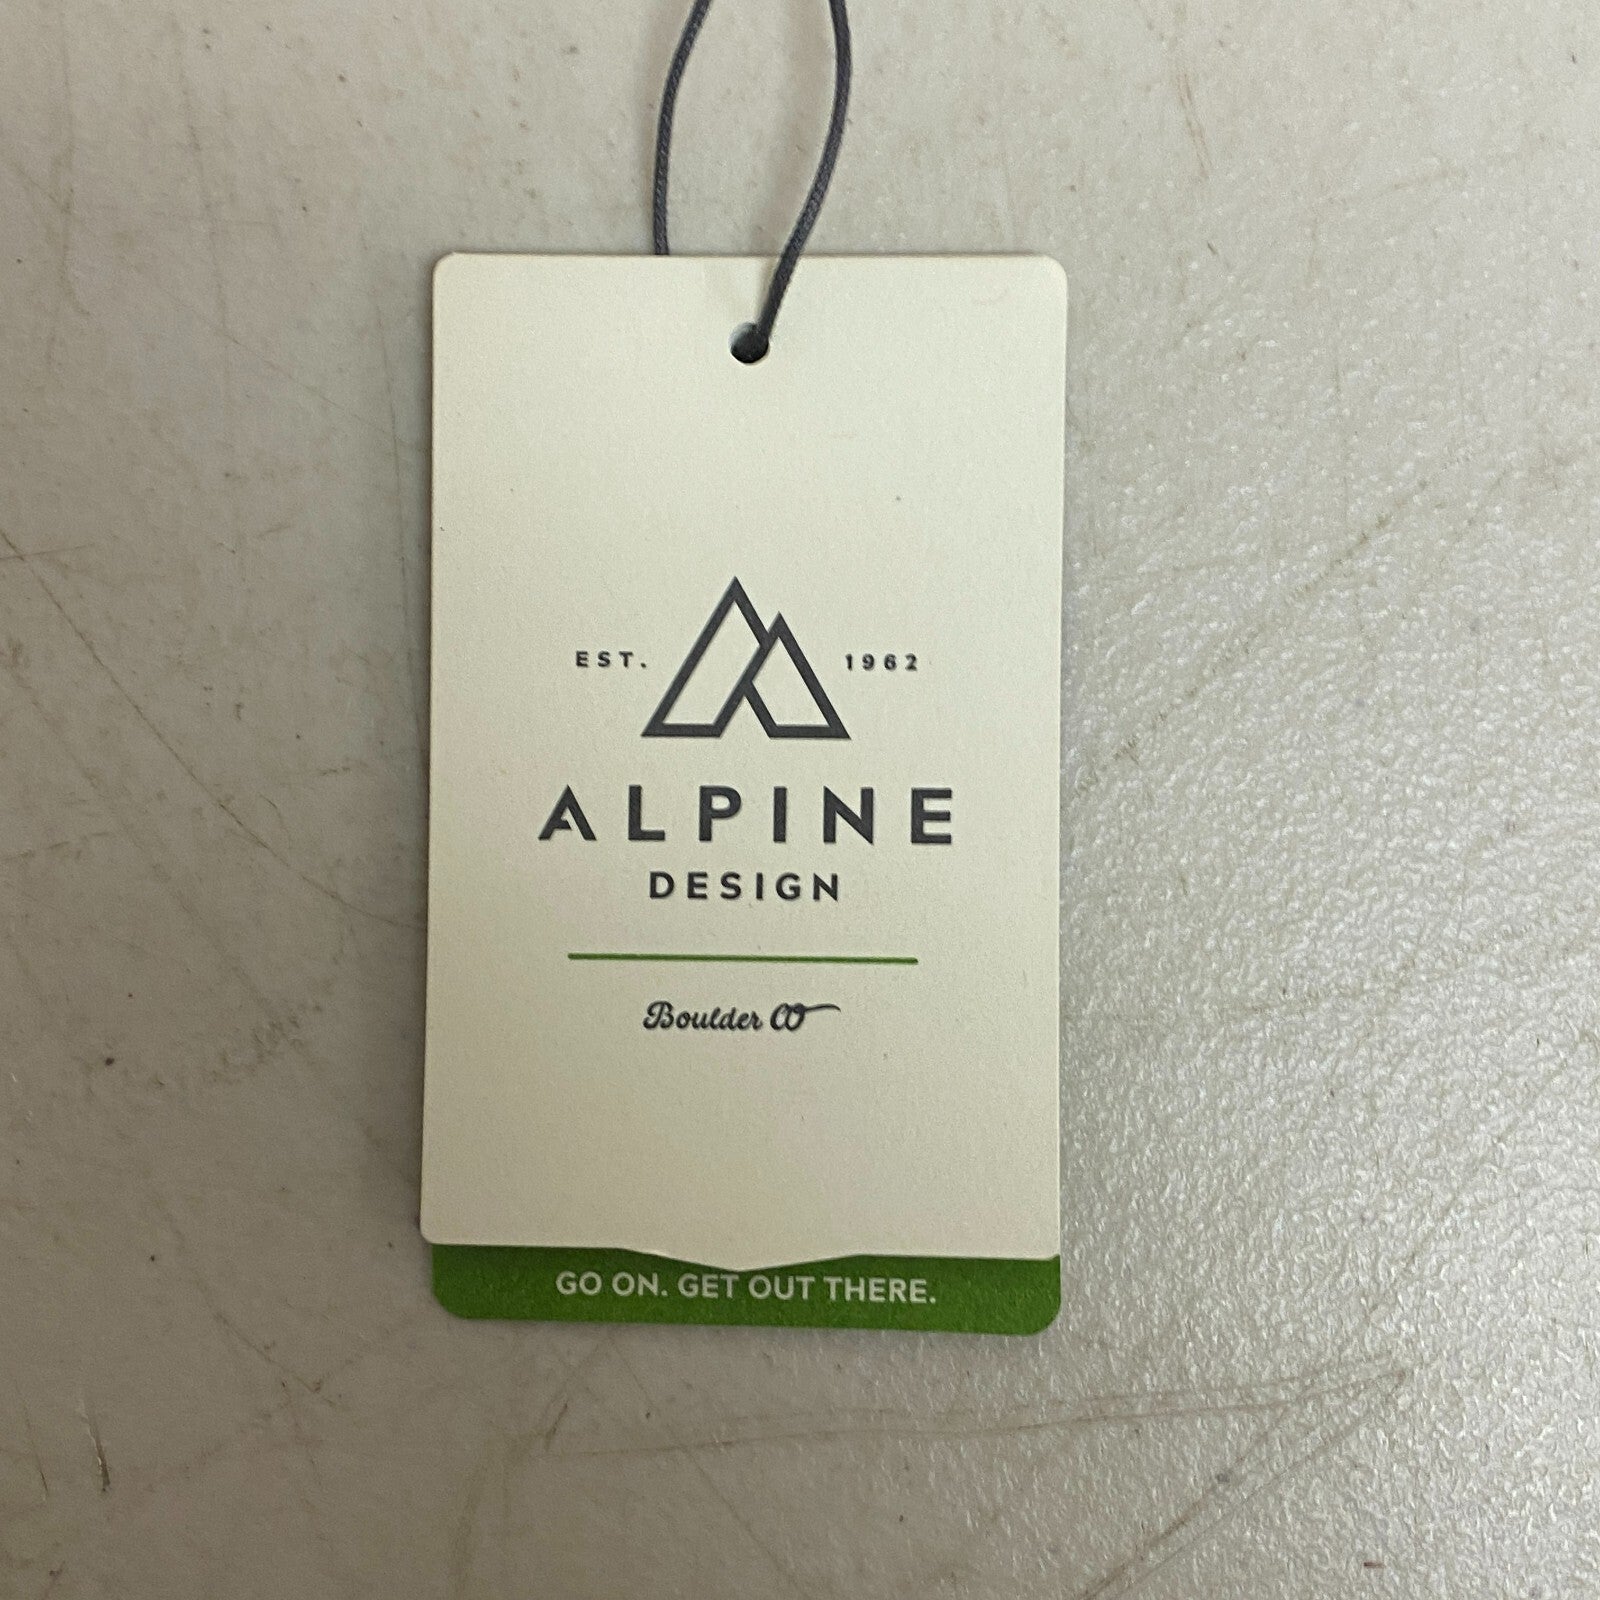 EST. 1962
ALPINE
DESIGN
Boulder CO
GO ON. GET OUT THERE.